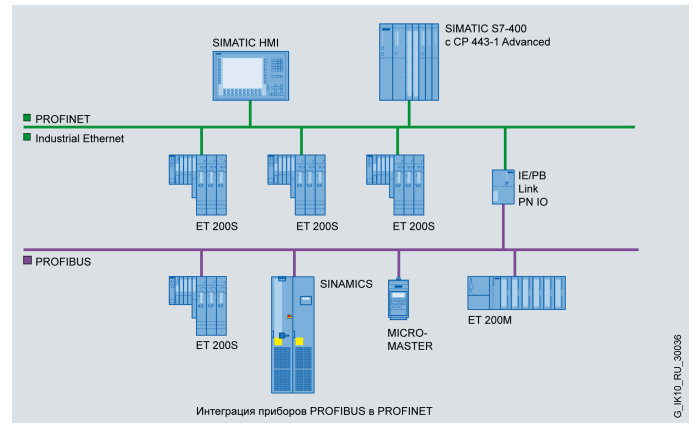 SIMATIC HMI
SIMATIC S7-400
с CP 443-1 Advanced
PROFINET
Industrial Ethernet
ET 200S
ET 200S
ET 200S
IE/PB
Link
PN IO
PROFIBUS
ET 200S
SINAMICS
MICRO-
MASTER
ET 200M
Интеграция приборов PROFIBUS в PROFINET
G_IK10_RU_30036